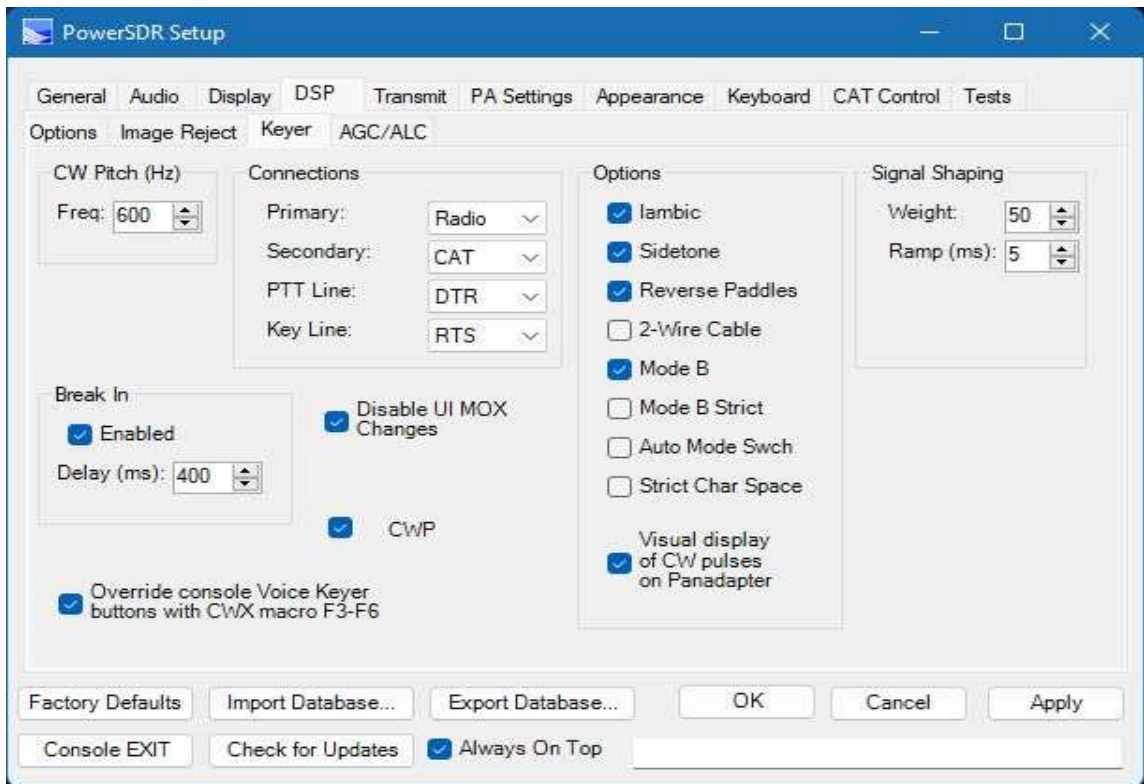 PowerSDR Setup
General Audio Display DSP Transmit PA Settings Appearance Keyboard CAT Control Tests
Options Image Reject Keyer AGC/ALC
CW Pitch (Hz)
Freq: 600
Connections
Primary: Radio
Secondary: CAT
PTT Line: DTR
Key Line: RTS
Options
Iambic
Sidetone
Reverse Paddles
2-Wire Cable
Mode B
Mode B Strict
Auto Mode Swch
Strict Char Space
Visual display
of CW pulses
on Panadapter
Signal Shaping
Weight: 50
Ramp (ms): 5
Break In
Enabled
Delay (ms): 400
Disable UI MOX
Changes
CWP
Override console Voice Keyer
buttons with CWX macro F3-F6
Factory Defaults Import Database... Export Database... OK Cancel Apply
Console EXIT Check for Updates Always On Top